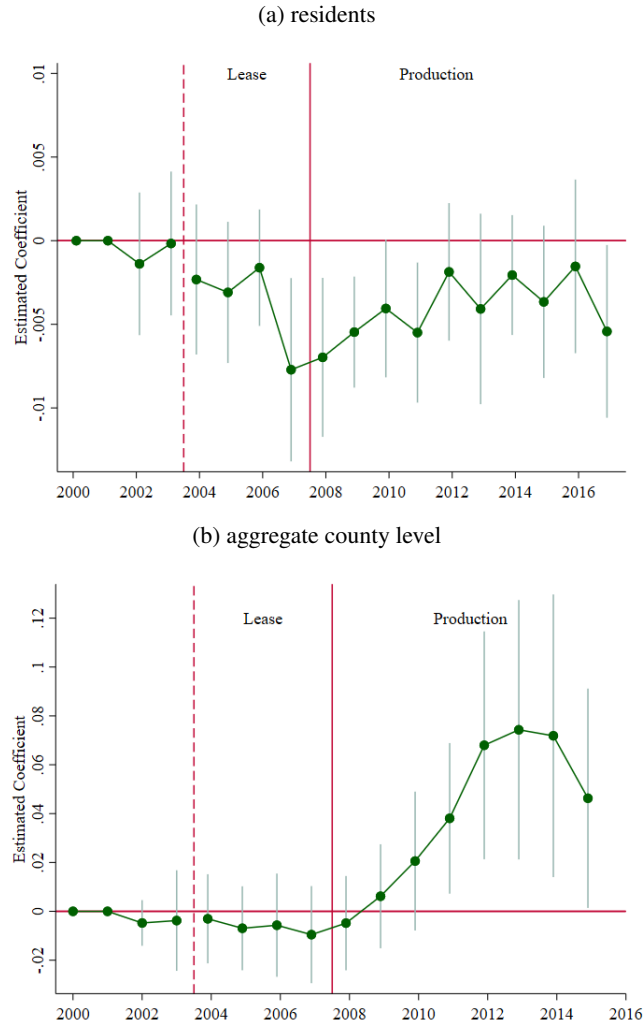 (a) residents
Lease Production
Estimated Coefficient
.01
.005
0
-.005
-.01
2000 2002 2004 2006 2008 2010 2012 2014 2016
(b) aggregate county level
Lease Production
Estimated Coefficient
.12
.1
.08
.06
.04
.02
0
-.02
2000 2002 2004 2006 2008 2010 2012 2014 2016